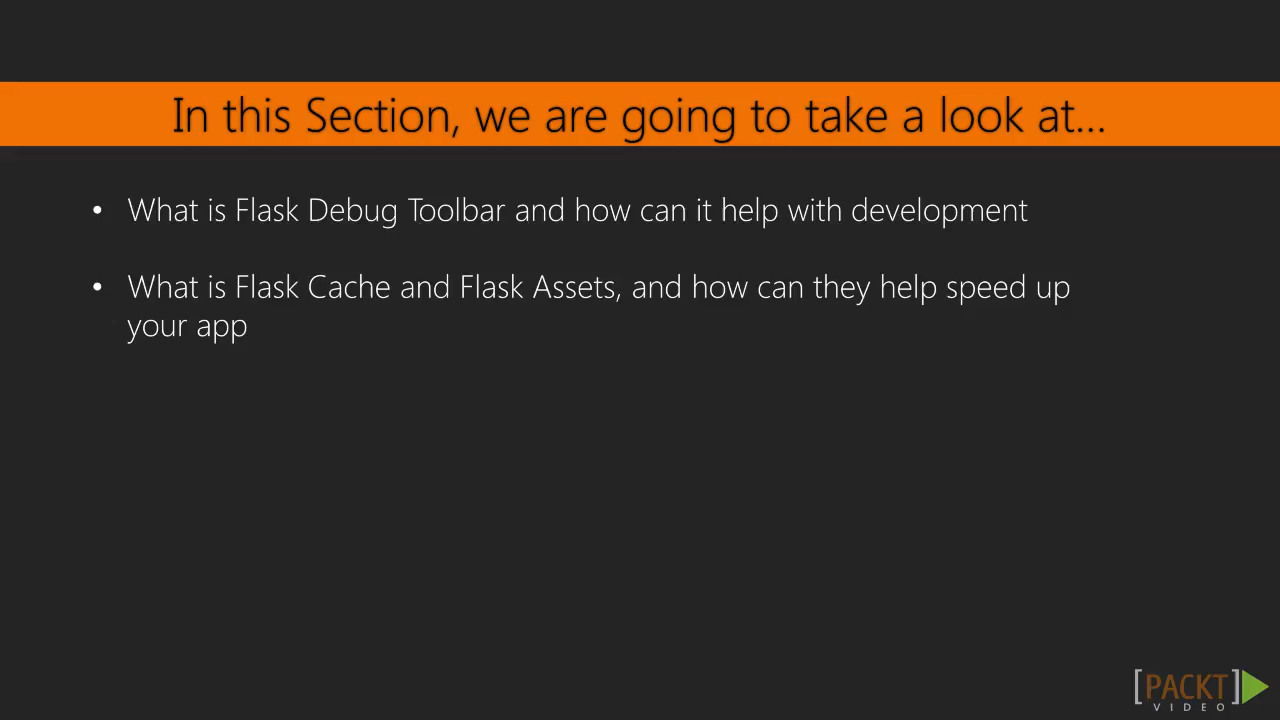 In this Section, we are going to take a look at...
• What is Flask Debug Toolbar and how can it help with development
• What is Flask Cache and Flask Assets, and how can they help speed up
your app
[PACKT]
VIDEO